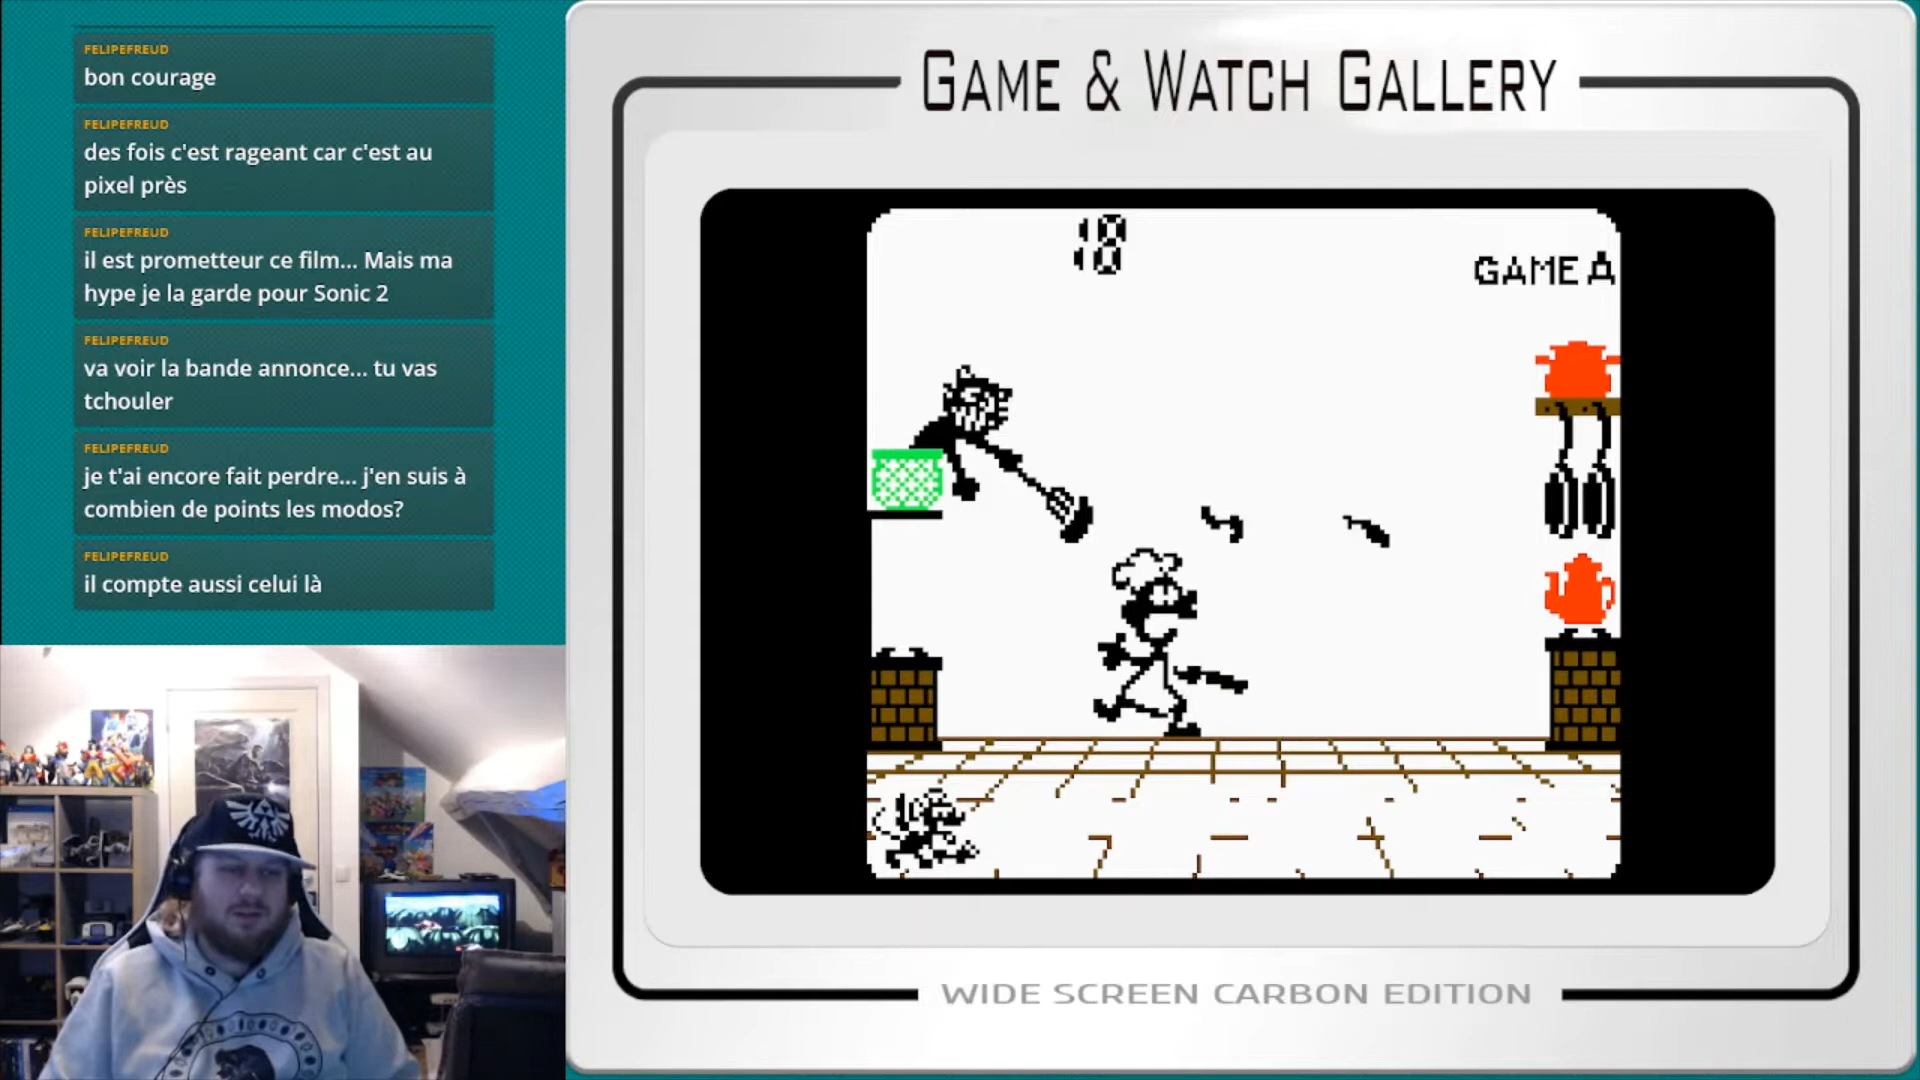 FELIPEFREUD
bon courage
FELIPEFREUD
des fois c'est rageant car c'est au
pixel près
FELIPEFREUD
il est prometteur ce film... Mais ma
hype je la garde pour Sonic 2
FELIPEFREUD
va voir la bande annonce... tu vas
tchouler
FELIPEFREUD
je t'ai encore fait perdre... j'en suis à
combien de points les modos?
FELIPEFREUD
il compte aussi celui là
GAME & WATCH GALLERY
18
18
GAME A
WIDE SCREEN CARBON EDITION